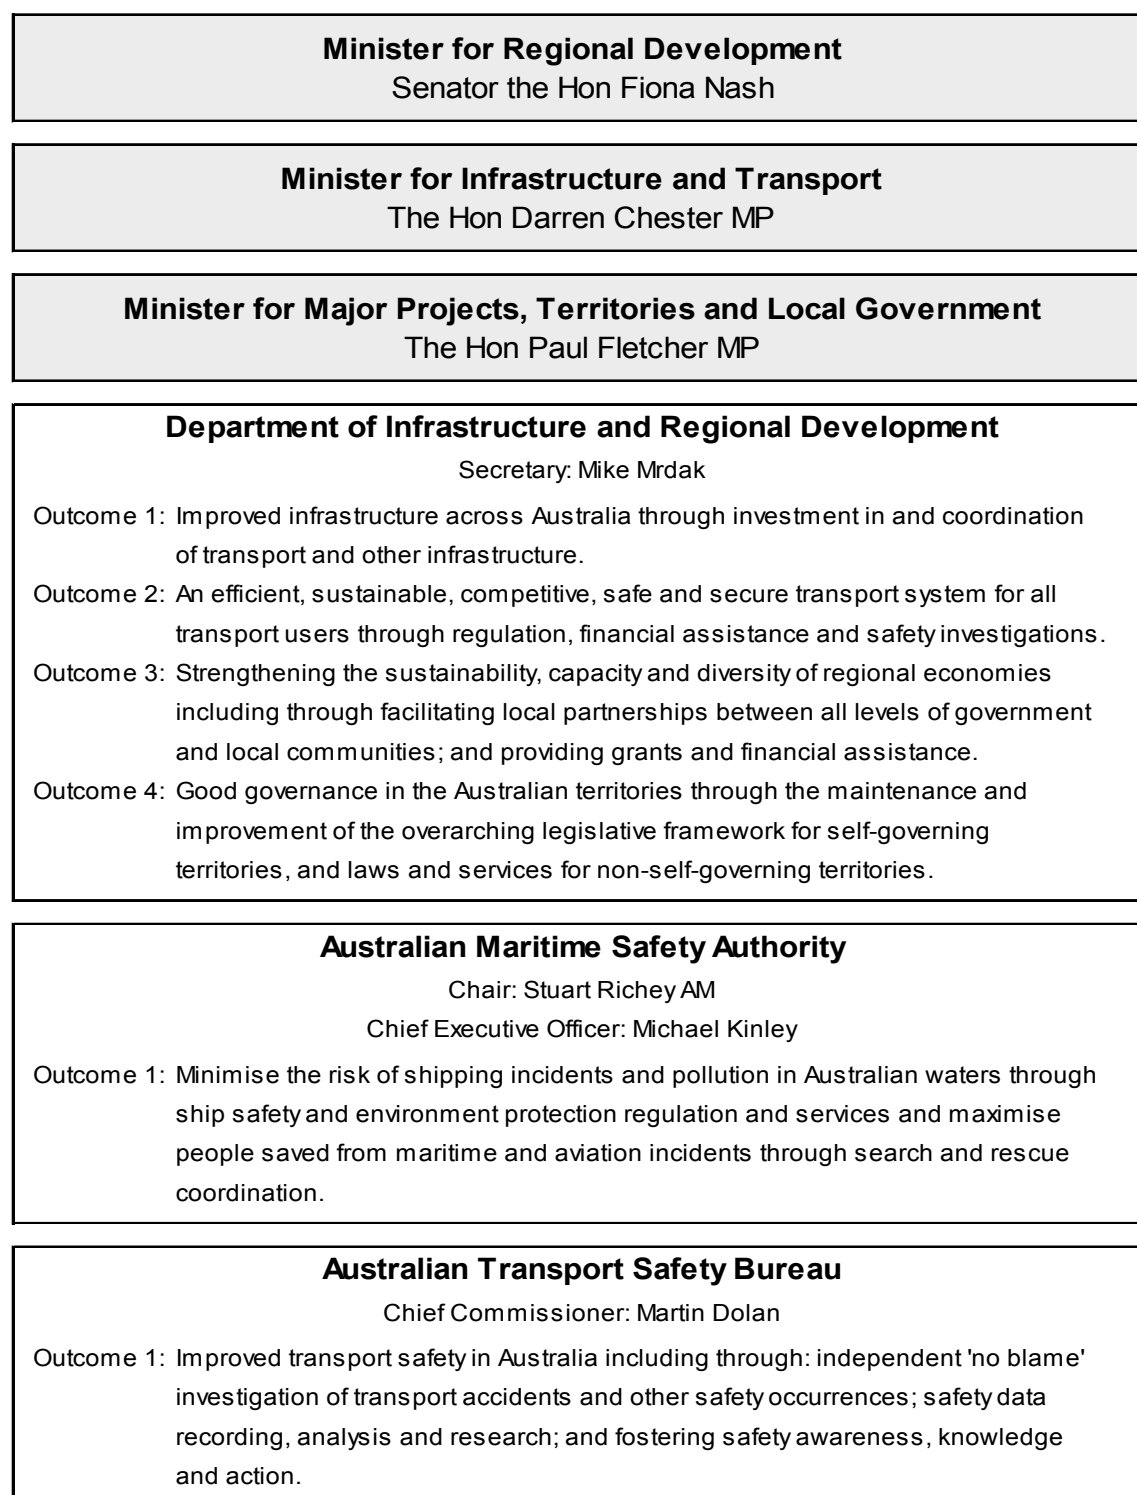 Minister for Regional Development
Senator the Hon Fiona Nash
Minister for Infrastructure and Transport
The Hon Darren Chester MP
Minister for Major Projects, Territories and Local Government
The Hon Paul Fletcher MP
Department of Infrastructure and Regional Development
Secretary: Mike Mrdak
Outcome 1: Improved infrastructure across Australia through investment in and coordination
of transport and other infrastructure.
Outcome 2: An efficient, sustainable, competitive, safe and secure transport system for all
transport users through regulation, financial assistance and safety investigations.
Outcome 3: Strengthening the sustainability, capacity and diversity of regional economies
including through facilitating local partnerships between all levels of government
and local communities; and providing grants and financial assistance.
Outcome 4: Good governance in the Australian territories through the maintenance and
improvement of the overarching legislative framework for self-governing
territories, and laws and services for non-self-governing territories.
Australian Maritime Safety Authority
Chair: Stuart Richey AM
Chief Executive Officer: Michael Kinley
Outcome 1: Minimise the risk of shipping incidents and pollution in Australian waters through
ship safety and environment protection regulation and services and maximise
people saved from maritime and aviation incidents through search and rescue
coordination.
Australian Transport Safety Bureau
Chief Commissioner: Martin Dolan
Outcome 1: Improved transport safety in Australia including through: independent 'no blame'
investigation of transport accidents and other safety occurrences; safety data
recording, analysis and research; and fostering safety awareness, knowledge
and action.